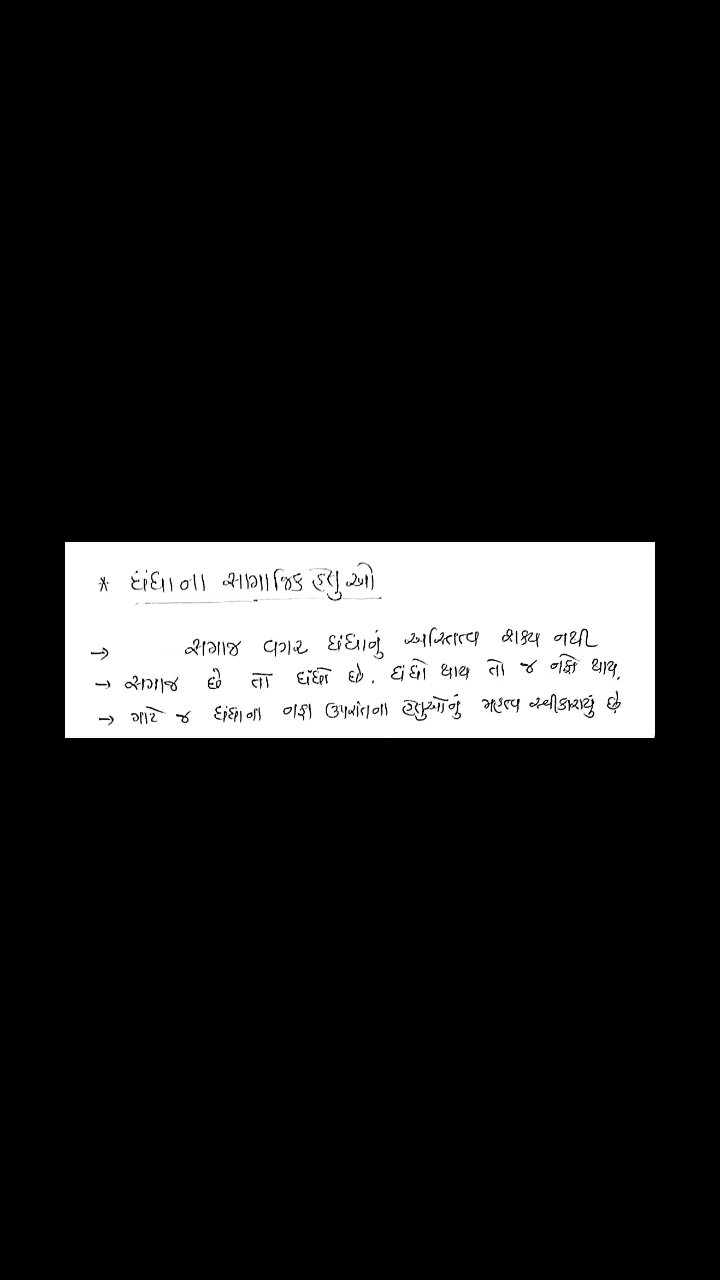 * ધંધાના સામાજિક હેતુઓ
→ સમાજ વગર ધંધાનું અસ્તિત્વ શક્ય નથી
→ સમાજ છે તો ધંધો છે. ધંધો થાય તો જ નફો થાય.
→ માટે જ ધંધાના નફા ઉપરાંતના હેતુઓનું મહત્વ સ્વીકારાયું છે